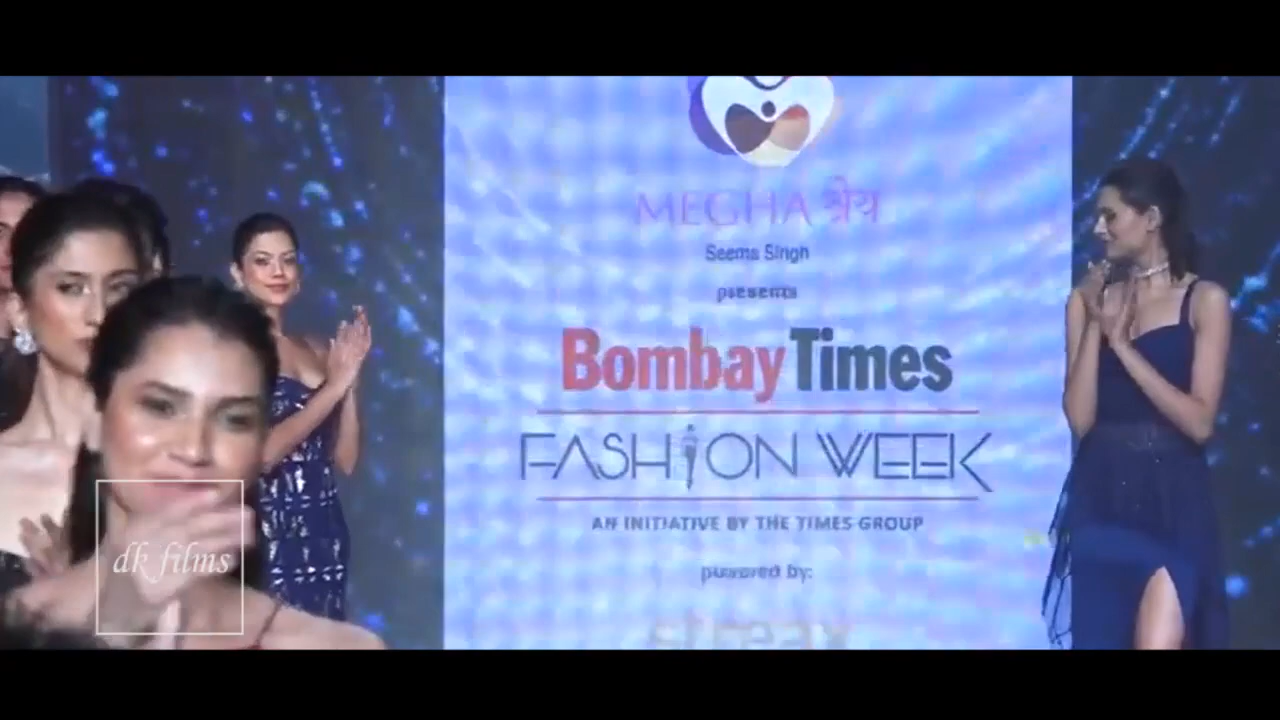 MEGHA श्रेय
Seema Singh
presents
Bombay Times
FASHION WEEK
AN INITIATIVE BY THE TIMES GROUP
powered by:
dk films